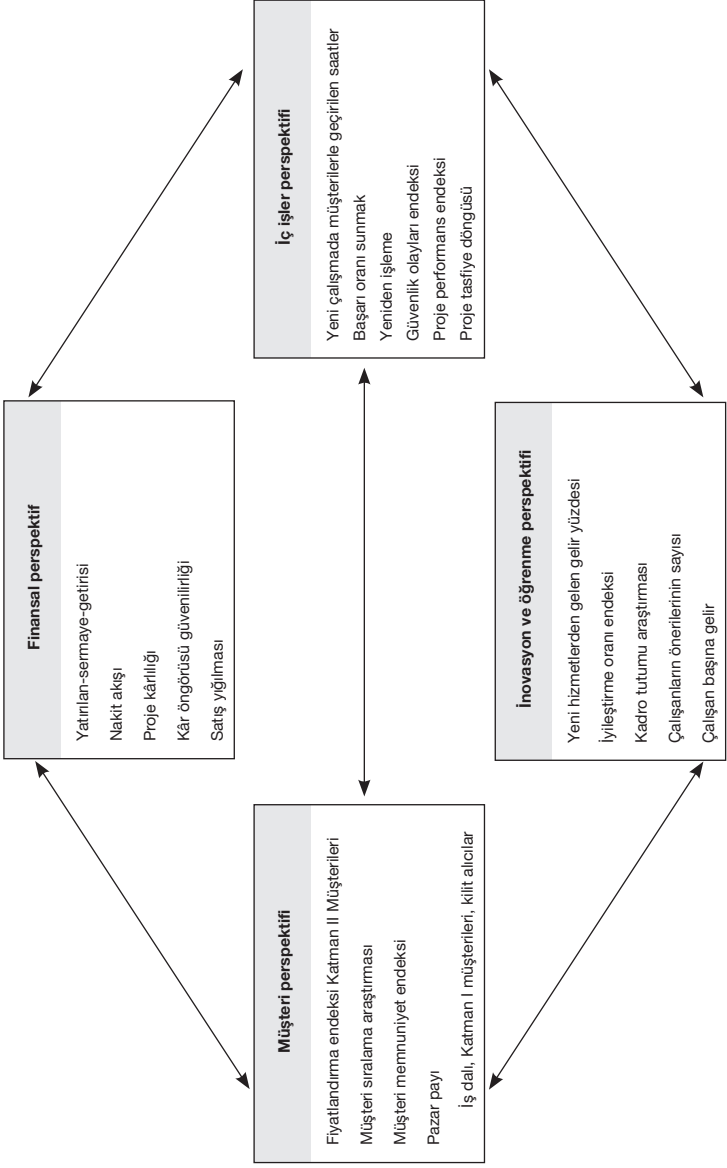 Finansal perspektif
Yatırılan-sermaye-getirisi
Nakit akışı
Proje kârlılığı
Kâr öngörüsü güvenilirliği
Satış yığılması
Müşteri perspektifi
Fiyatlandırma endeksi Katman II Müşterileri
Müşteri sıralama araştırması
Müşteri memnuniyet endeksi
Pazar payı
İş dalı, Katman I müşterileri, kilit alıcılar
İç işler perspektifi
Yeni çalışmada müşterilerle geçirilen saatler
Başarı oranı sunmak
Yeniden işleme
Güvenlik olayları endeksi
Proje performans endeksi
Proje tasfiye döngüsü
İnovasyon ve öğrenme perspektifi
Yeni hizmetlerden gelen gelir yüzdesi
İyileştirme oranı endeksi
Kadro tutumu araştırması
Çalışanların önerilerinin sayısı
Çalışan başına gelir